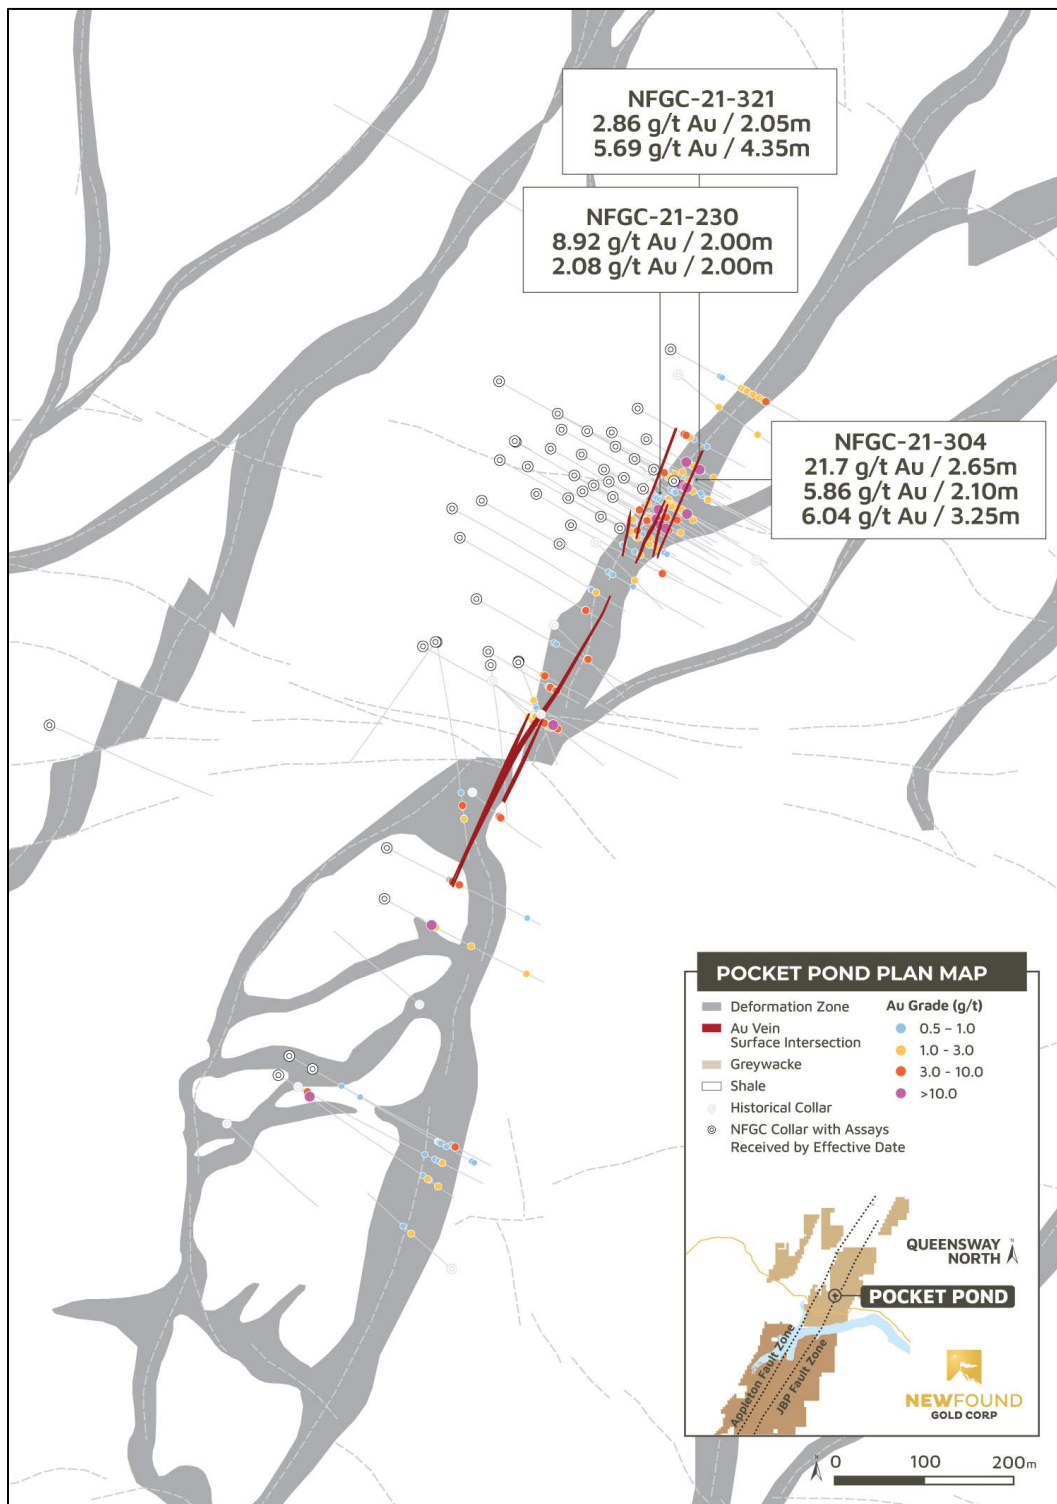 NFGC-21-321
2.86 g/t Au / 2.05m
5.69 g/t Au / 4.35m
NFGC-21-230
8.92 g/t Au / 2.00m
2.08 g/t Au / 2.00m
NFGC-21-304
21.7 g/t Au / 2.65m
5.86 g/t Au / 2.10m
6.04 g/t Au / 3.25m
POCKET POND PLAN MAP
Deformation Zone
Au Vein
Surface Intersection
Greywacke
Shale
Historical Collar
NFGC Collar with Assays
Received by Effective Date
Au Grade (g/t)
0.5 – 1.0
1.0 - 3.0
3.0 - 10.0
>10.0
QUEENSWAY
NORTH
N
POCKET POND
Appleton Fault Zone
JBP Fault Zone
NEWFOUND
GOLD CORP
N
0 100 200m